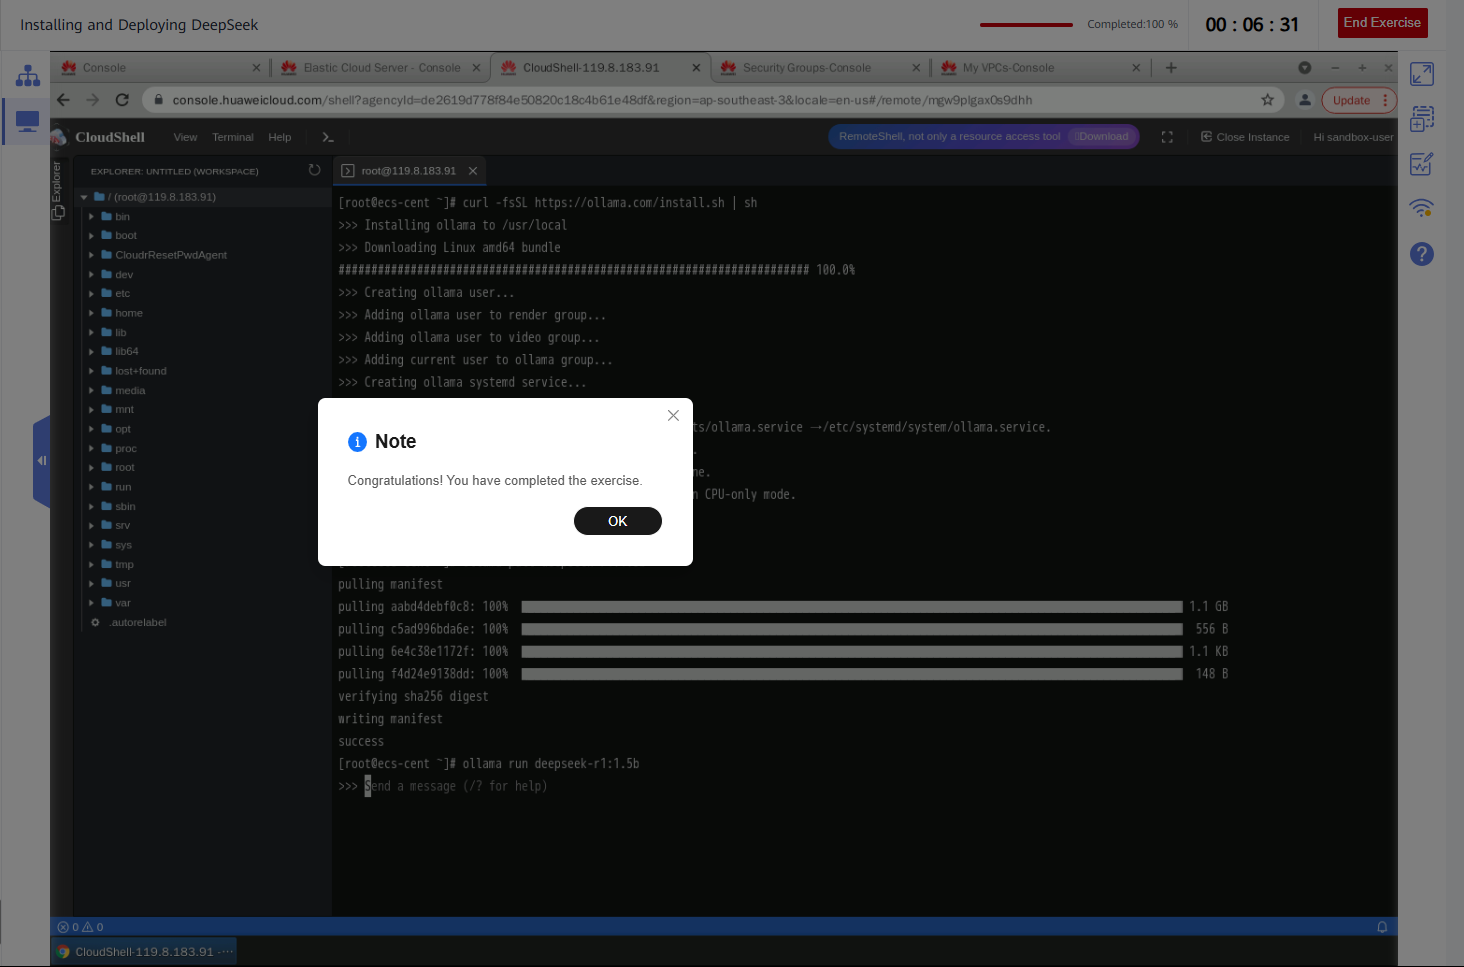 Installing and Deploying DeepSeek
Completed:100 %
00 : 06 : 31
End Exercise
Console
Elastic Cloud Server - Console
CloudShell-119.8.183.91
Security Groups-Console
My VPCs-Console
console.huaweicloud.com/shell?agencyId=de2619d778f84e50820c18c4b61e48df&region=ap-southeast-3&locale=en-us#/remote/mgw9plgax0s9dhh
Update
CloudShell
View
Terminal
Help
RemoteShell, not only a resource access tool
Download
Close Instance
Hi sandbox-user
Explorer
EXPLORER: UNTITLED (WORKSPACE)
/ (root@119.8.183.91)
bin
boot
CloudrResetPwdAgent
dev
etc
home
lib
lib64
lost+found
media
mnt
opt
proc
root
run
sbin
srv
sys
tmp
usr
var
.autorelabel
root@119.8.183.91
[root@ecs-cent ~]# curl -fsSL https://ollama.com/install.sh | sh
>>> Installing ollama to /usr/local
>>> Downloading Linux amd64 bundle
######################################################################## 100.0%
>>> Creating ollama user...
>>> Adding ollama user to render group...
>>> Adding ollama user to video group...
>>> Adding current user to ollama group...
>>> Creating ollama systemd service...
ts/ollama.service →/etc/systemd/system/ollama.service.
.
ne.
n CPU-only mode.
Note
Congratulations! You have completed the exercise.
OK
pulling manifest
pulling aabd4debf0c8: 100% 1.1 GB
pulling c5ad996bda6e: 100% 556 B
pulling 6e4c38e1172f: 100% 1.1 KB
pulling f4d24e9138dd: 100% 148 B
verifying sha256 digest
writing manifest
success
[root@ecs-cent ~]# ollama run deepseek-r1:1.5b
>>> Send a message (/? for help)
0
0
CloudShell-119.8.183.91 -···